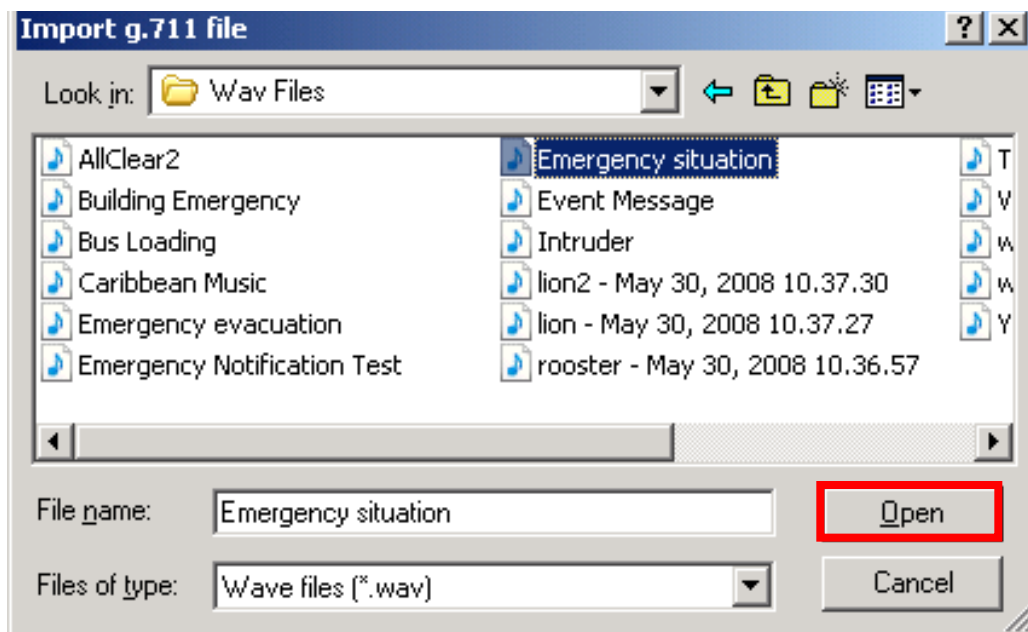 Import g.711 file
Look in: Wav Files
AllClear2
Building Emergency
Bus Loading
Caribbean Music
Emergency evacuation
Emergency Notification Test
Emergency situation
Event Message
Intruder
lion2 - May 30, 2008 10.37.30
lion - May 30, 2008 10.37.27
rooster - May 30, 2008 10.36.57
T
V
Y
File name: Emergency situation
Open
Files of type: Wave files (*.wav)
Cancel